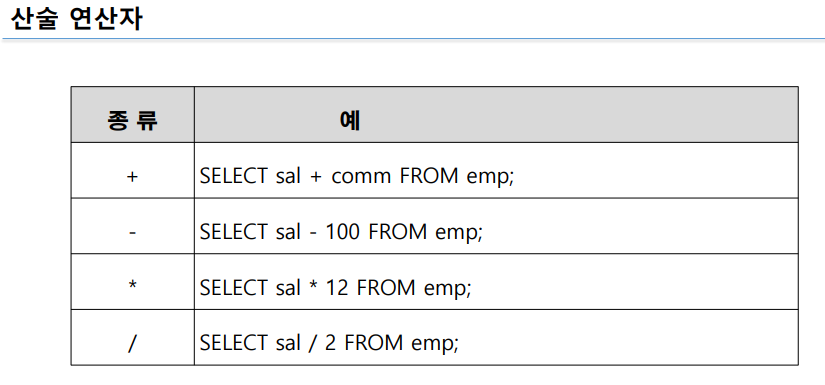 산술 연산자
종 류 예
+ SELECT sal + comm FROM emp;
- SELECT sal - 100 FROM emp;
* SELECT sal * 12 FROM emp;
/ SELECT sal / 2 FROM emp;